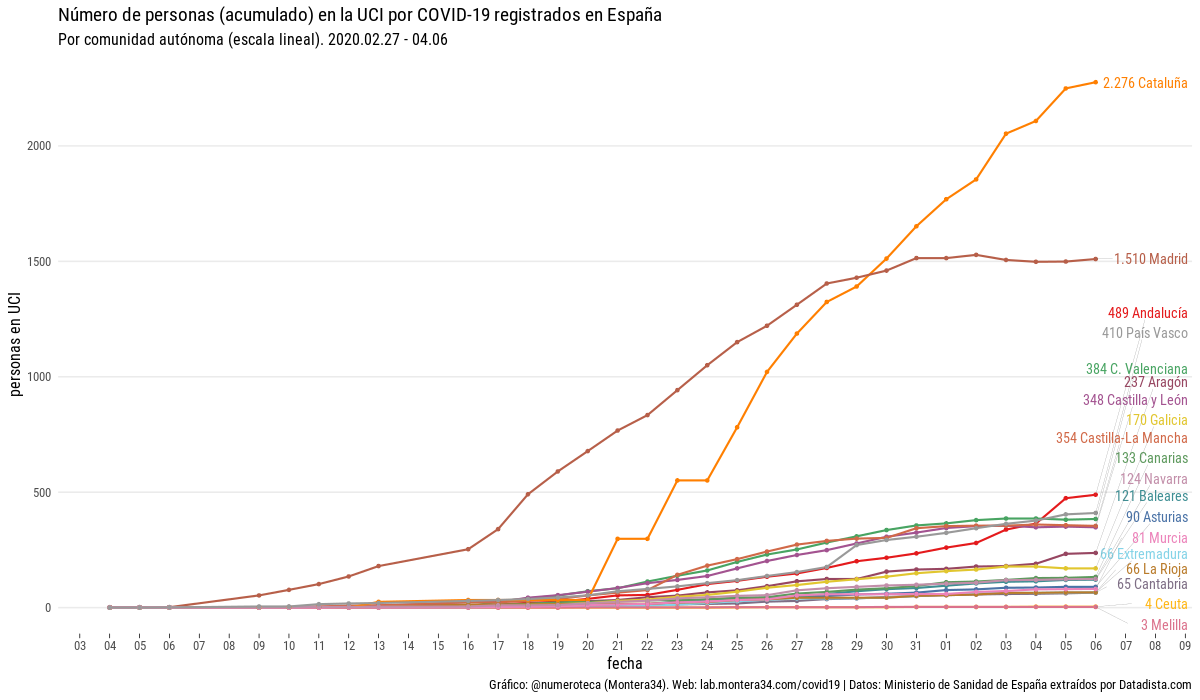 Número de personas (acumulado) en la UCI por COVID-19 registrados en España
Por comunidad autónoma (escala lineal). 2020.02.27 - 04.06
personas en UCI
2000
1500
1000
500
0
2.276 Cataluña
1.510 Madrid
489 Andalucía
410 País Vasco
384 C. Valenciana
237 Aragón
348 Castilla y León
170 Galicia
354 Castilla-La Mancha
133 Canarias
124 Navarra
121 Baleares
90 Asturias
81 Murcia
66 Extremadura
66 La Rioja
65 Cantabria
4 Ceuta
3 Melilla
03 04 05 06 07 08 09 10 11 12 13 14 15 16 17 18 19 20 21 22 23 24 25 26 27 28 29 30 31 01 02 03 04 05 06 07 08 09
fecha
Gráfico: @numeroteca (Montera34). Web: lab.montera34.com/covid19 | Datos: Ministerio de Sanidad de España extraídos por Datadista.com